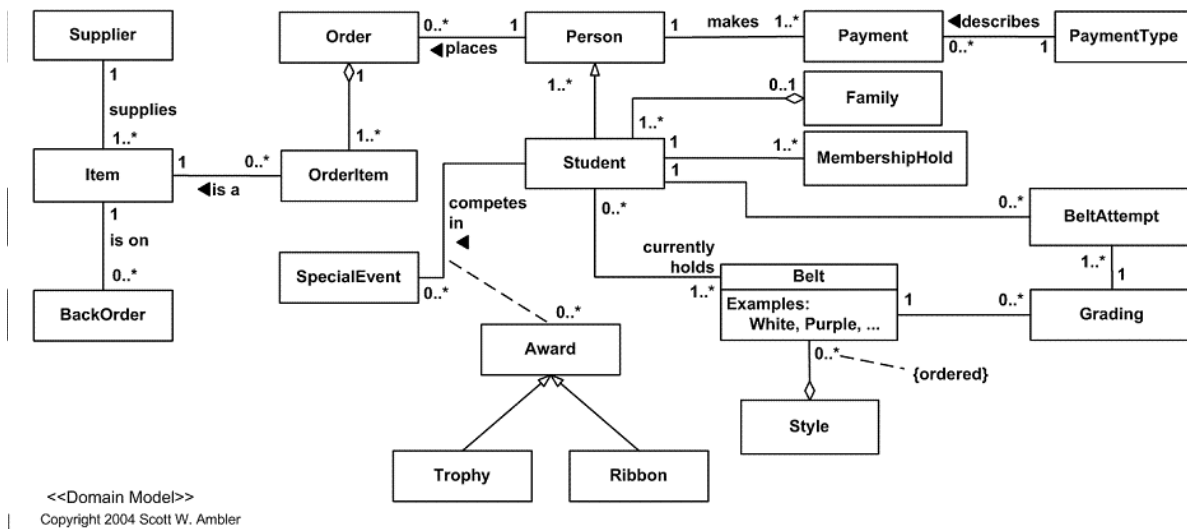 Supplier
Order
0..*
1
Person
1
makes
1..*
Payment
◀describes
PaymentType
◀places
0..*
1
1
1
1..*
0..1
Family
supplies
1..*
1..*
1..*
1
1..*
MembershipHold
Item
1
0..*
OrderItem
Student
1
◀is a
1
competes
in
◀
0..*
0..*
BeltAttempt
is on
currently
holds
1..*
1
0..*
SpecialEvent
0..*
1..*
Belt
BackOrder
Examples:
White, Purple, ...
1
0..*
Grading
0..*
Award
0..*
{ordered}
Style
Trophy
Ribbon
<<Domain Model>>
Copyright 2004 Scott W. Ambler